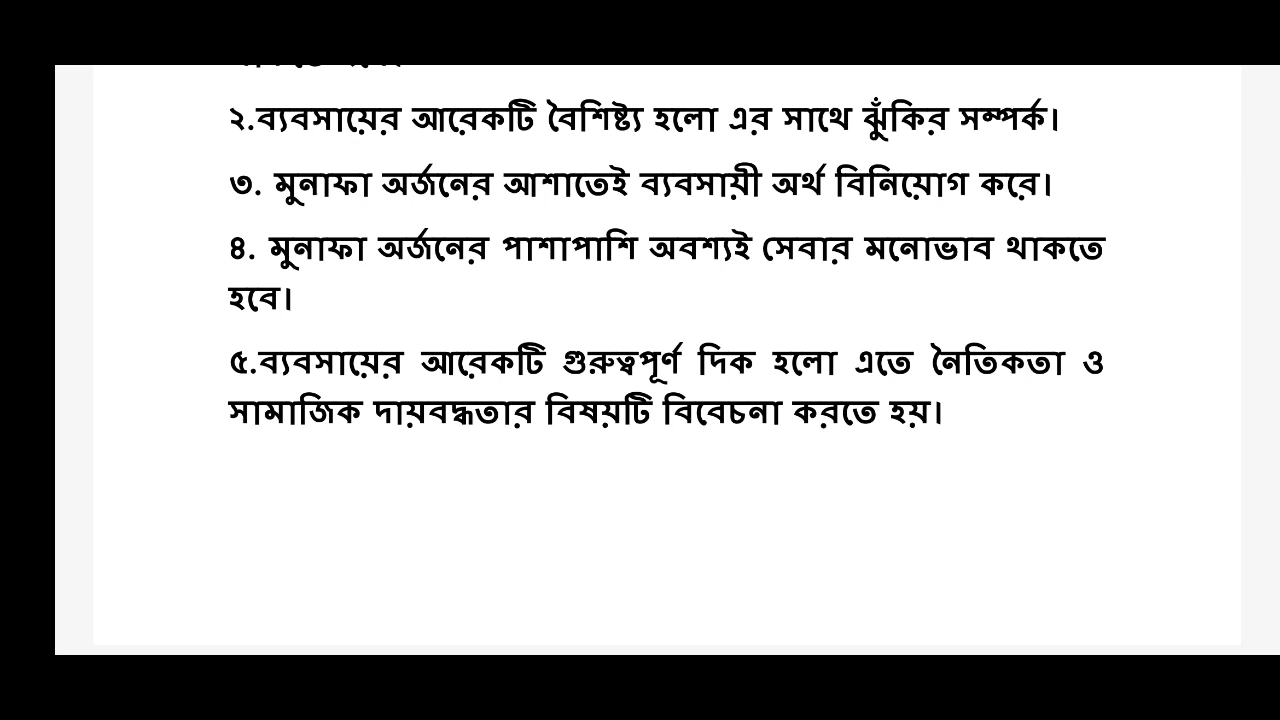 ২.ব্যবসায়ের আরেকটি বৈশিষ্ট্য হলো এর সাথে ঝুঁকির সম্পর্ক।
৩. মুনাফা অর্জনের আশাতেই ব্যবসায়ী অর্থ বিনিয়োগ করে।
৪. মুনাফা অর্জনের পাশাপাশি অবশ্যই সেবার মনোভাব থাকতে
হবে।
৫.ব্যবসায়ের আরেকটি গুরুত্বপূর্ণ দিক হলো এতে নৈতিকতা ও
সামাজিক দায়বদ্ধতার বিষয়টি বিবেচনা করতে হয়।